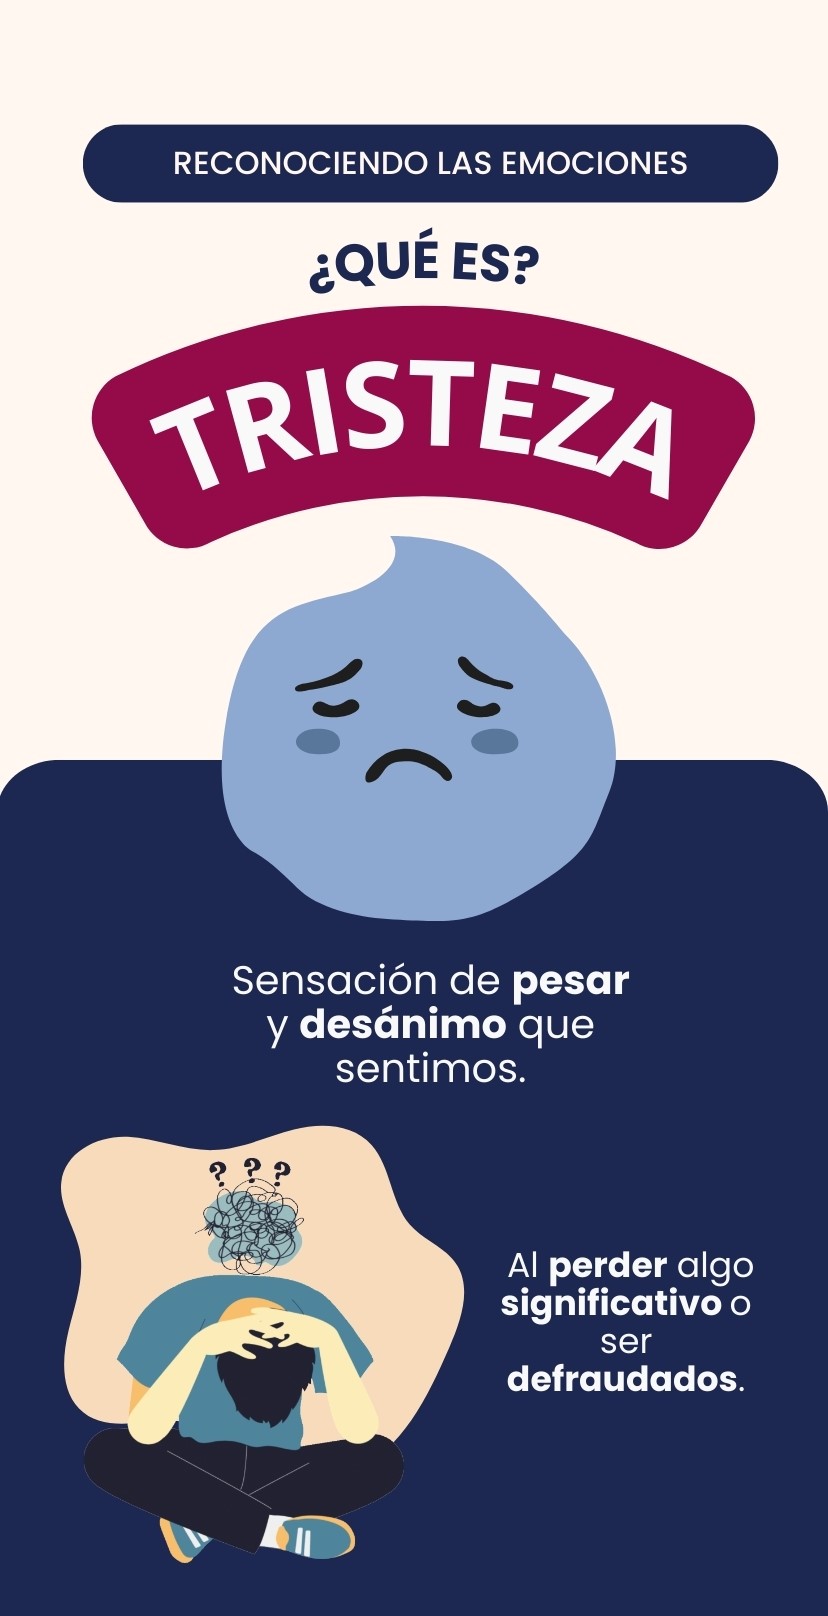 RECONOCIENDO LAS EMOCIONES
¿QUÉ ES?
TRISTEZA
Sensación de pesar
y desánimo que
sentimos.
? ? ?
Al perder algo
significativo o
ser
defraudados.